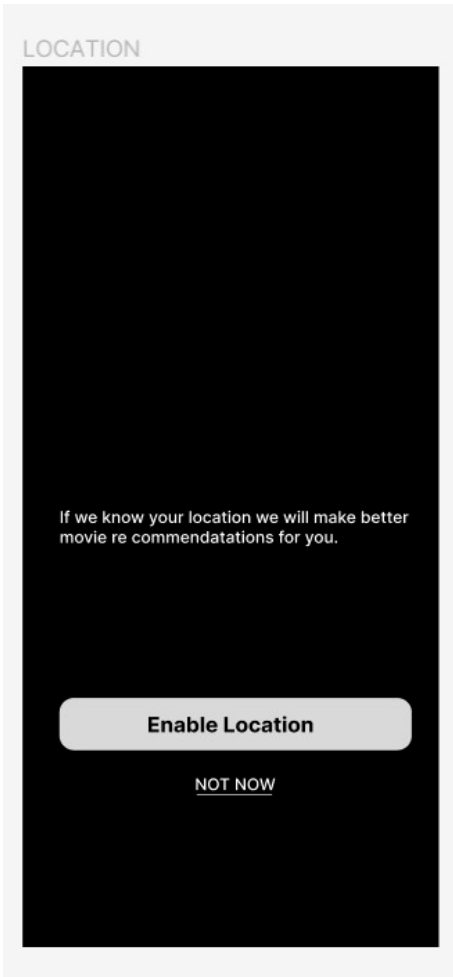 LOCATION
If we know your location we will make better
movie re commendatations for you.
Enable Location
NOT NOW